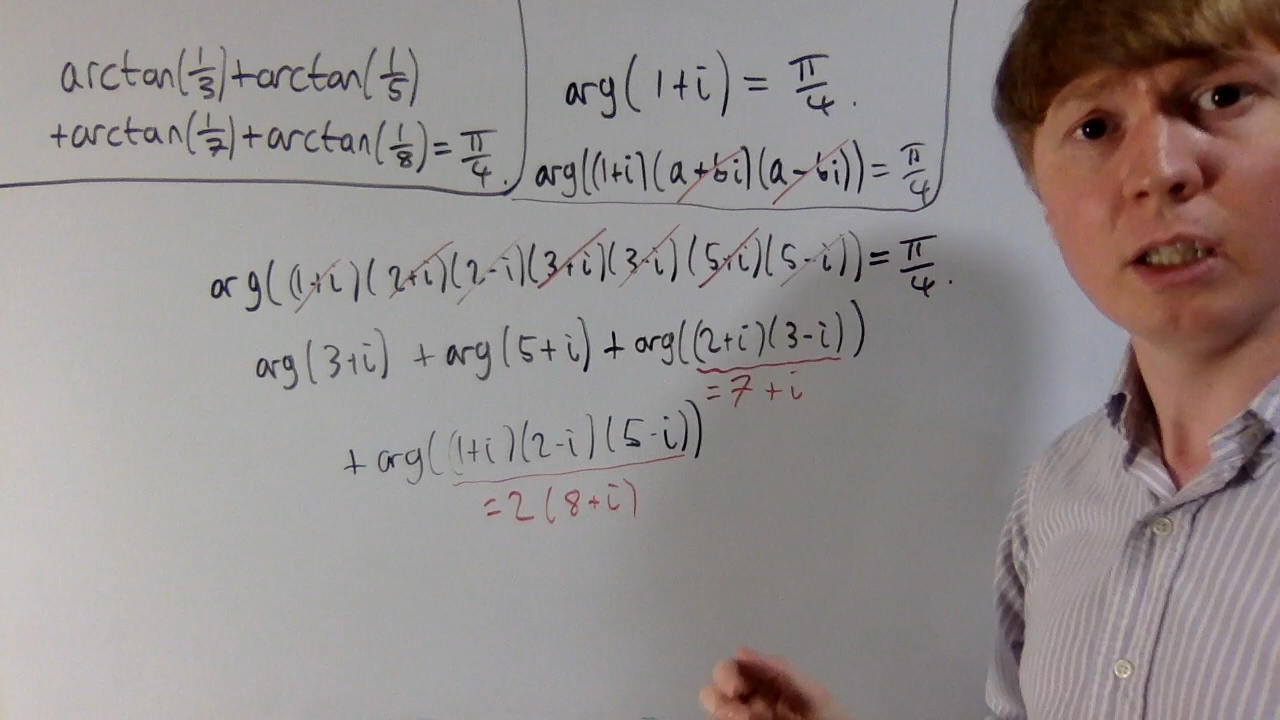 arctan(1/3)+arctan(1/5)
+arctan(1/7)+arctan(1/8)=π/4.
arg(1+i)=π/4.
arg((1+i)(a+bi)(a-bi))=π/4
arg((1+i)(2+i)(2-i)(3+i)(3-i)(5+i)(5-i))=π/4.
arg(3+i) + arg(5+i) + arg((2+i)(3-i))
=7+i
+ arg((1+i)(2-i)(5-i))
=2(8+i)